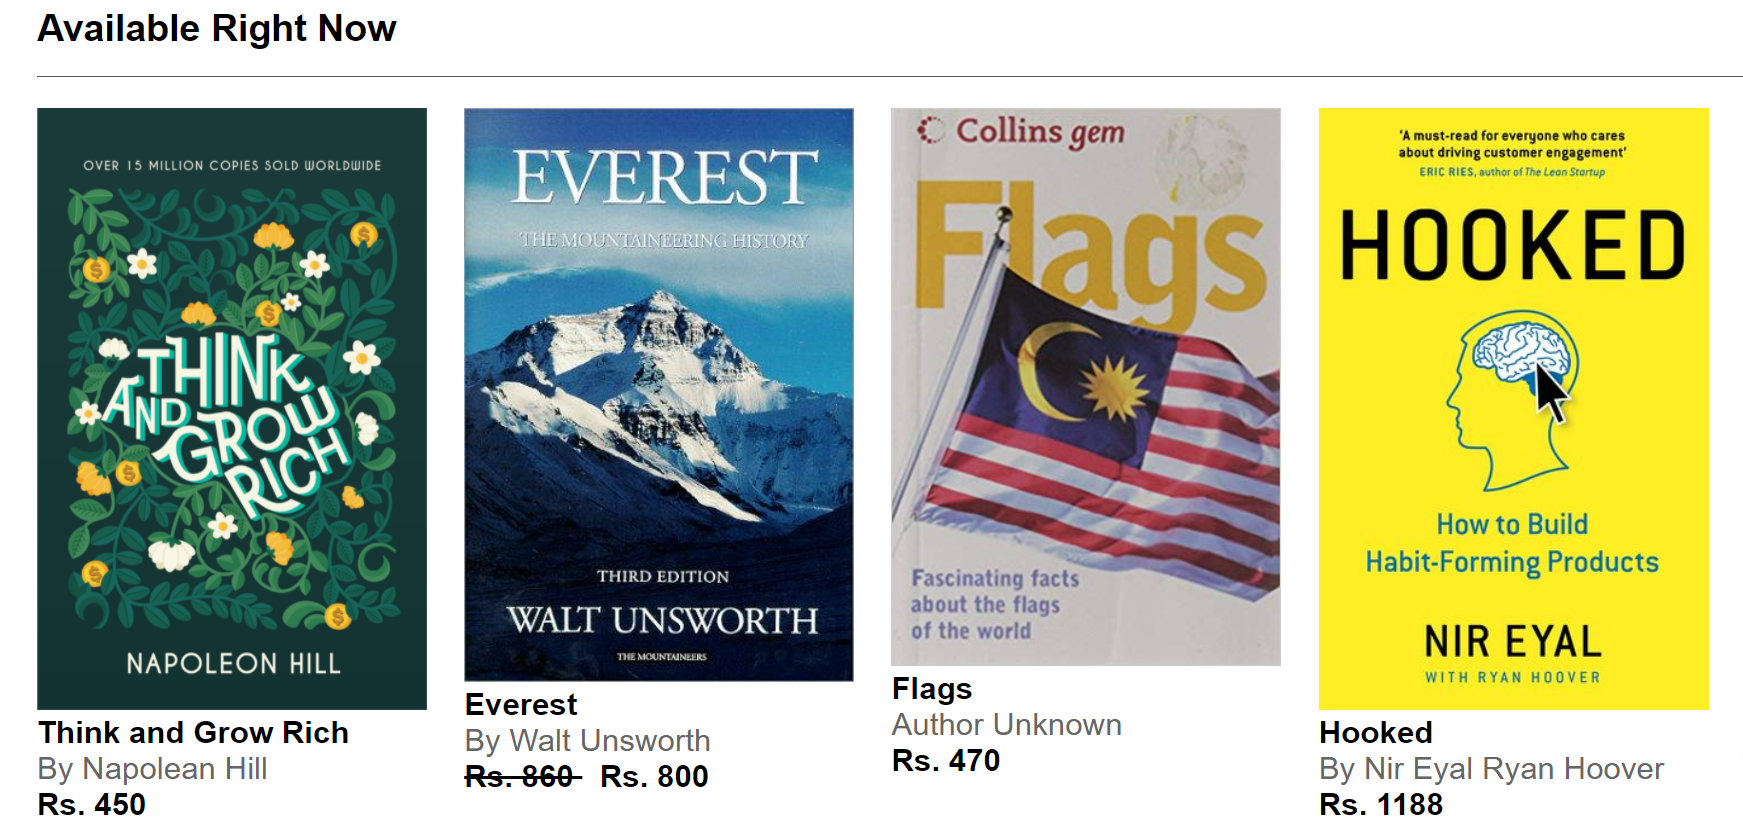 Available Right Now
OVER 15 MILLION COPIES SOLD WORLDWIDE
THINK
AND
GROW
RICH
NAPOLEON HILL
Think and Grow Rich
By Napolean Hill
Rs. 450
EVEREST
THE MOUNTAINEERING HISTORY
THIRD EDITION
WALT UNSWORTH
THE MOUNTAINEERS
Everest
By Walt Unsworth
Rs. 860 Rs. 800
Collins gem
Flags
Fascinating facts
about the flags
of the world
Flags
Author Unknown
Rs. 470
'A must-read for everyone who cares
about driving customer engagement'
ERIC RIES, author of The Lean Startup
HOOKED
How to Build
Habit-Forming Products
NIR EYAL
WITH RYAN HOOVER
Hooked
By Nir Eyal Ryan Hoover
Rs. 1188